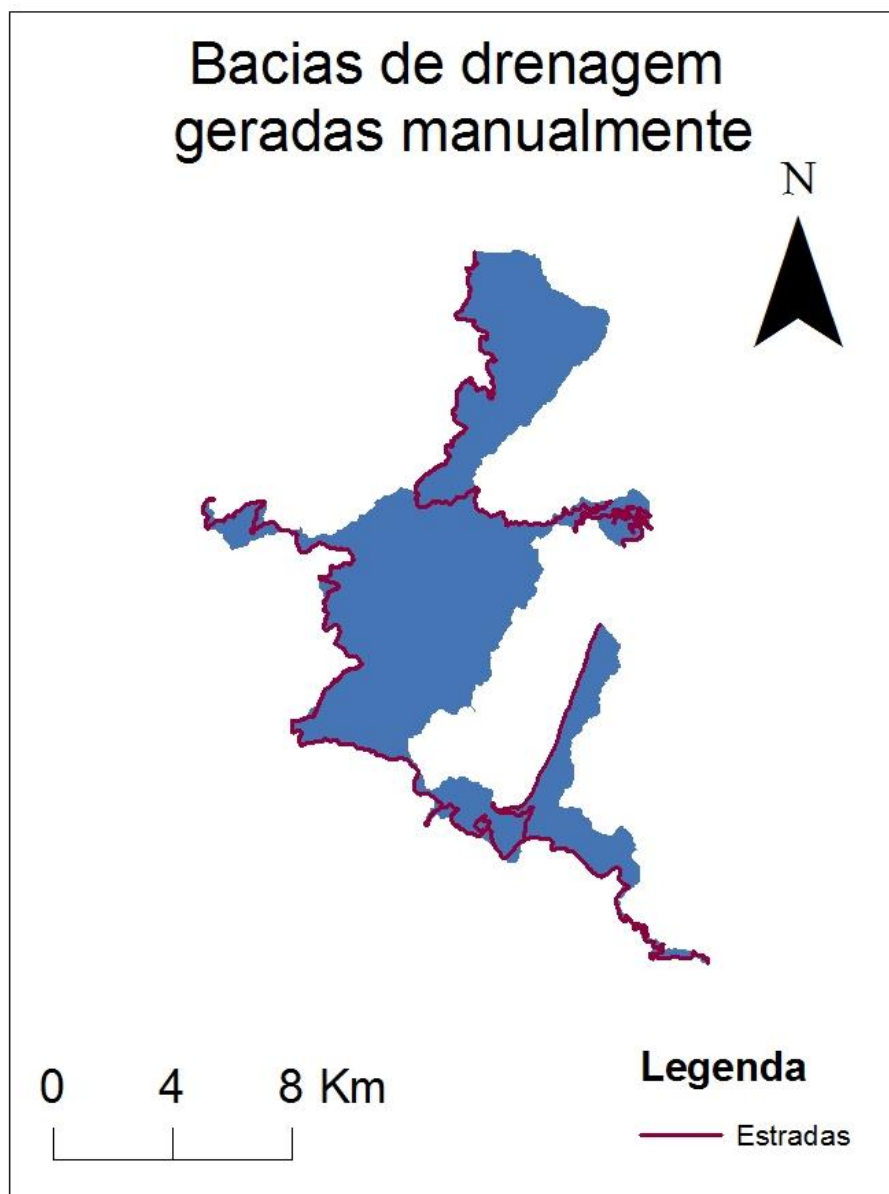 Bacias de drenagem
geradas manualmente
N
0 4 8 Km
Legenda
Estradas